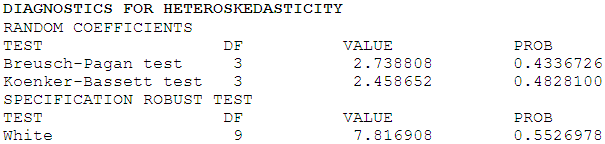 DIAGNOSTICS FOR HETEROSKEDASTICITY
RANDOM COEFFICIENTS
TEST DF VALUE PROB
Breusch-Pagan test 3 2.738808 0.4336726
Koenker-Bassett test 3 2.458652 0.4828100
SPECIFICATION ROBUST TEST
TEST DF VALUE PROB
White 9 7.816908 0.5526978